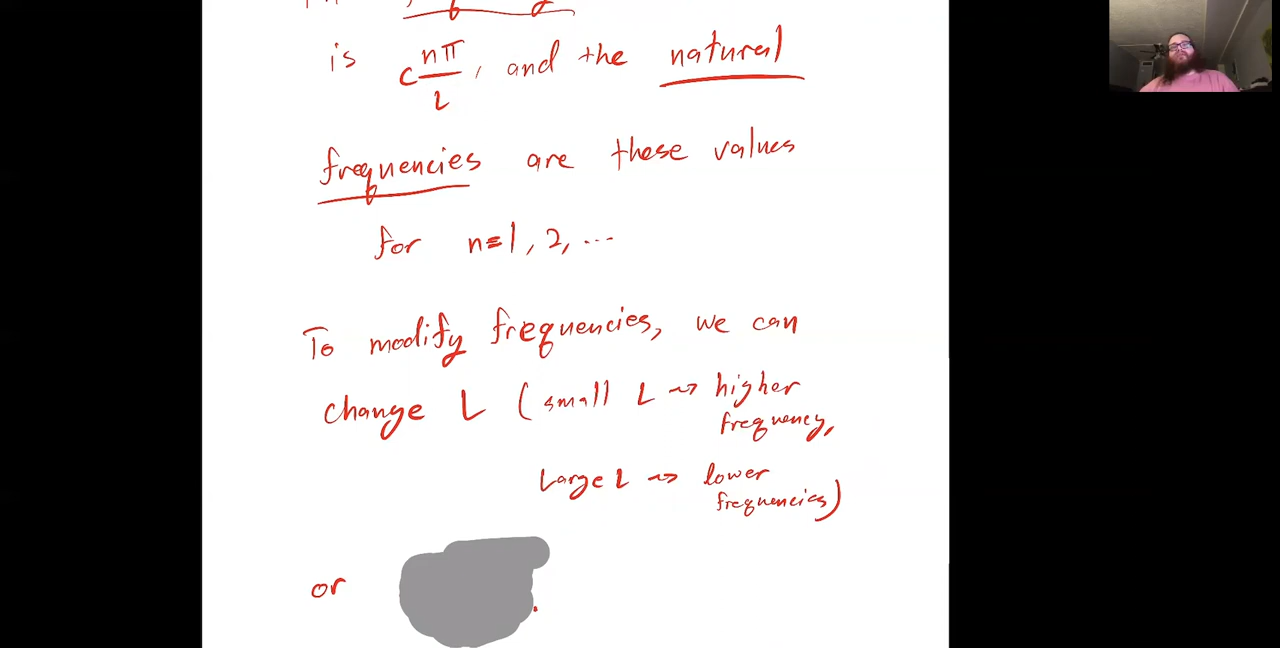 is c nπ/L, and the natural
frequencies are these values
for n=1, 2, ...
To modify frequencies, we can
change L (small L ⇝ higher
frequency,
Large L ⇝ lower
frequencies)
or